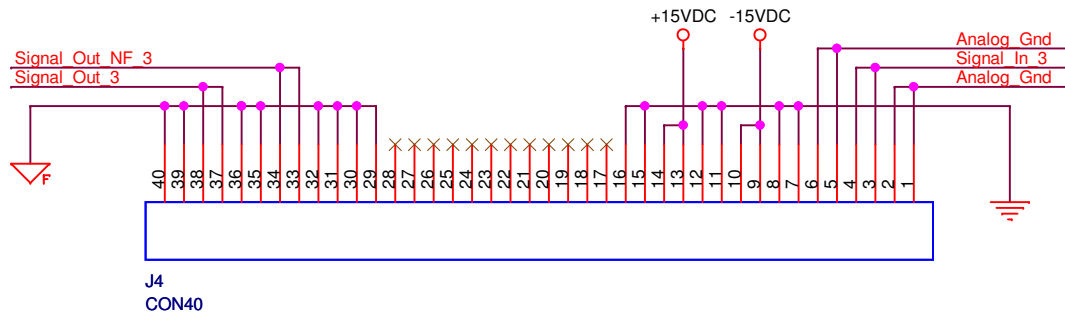 +15VDC -15VDC
Signal_Out_NF_3
Signal_Out_3
Analog_Gnd
Signal_In_3
Analog_Gnd
F
40 39 38 37 36 35 34 33 32 31 30 29 28 27 26 25 24 23 22 21 20 19 18 17 16 15 14 13 12 11 10 9 8 7 6 5 4 3 2 1
J4
CON40